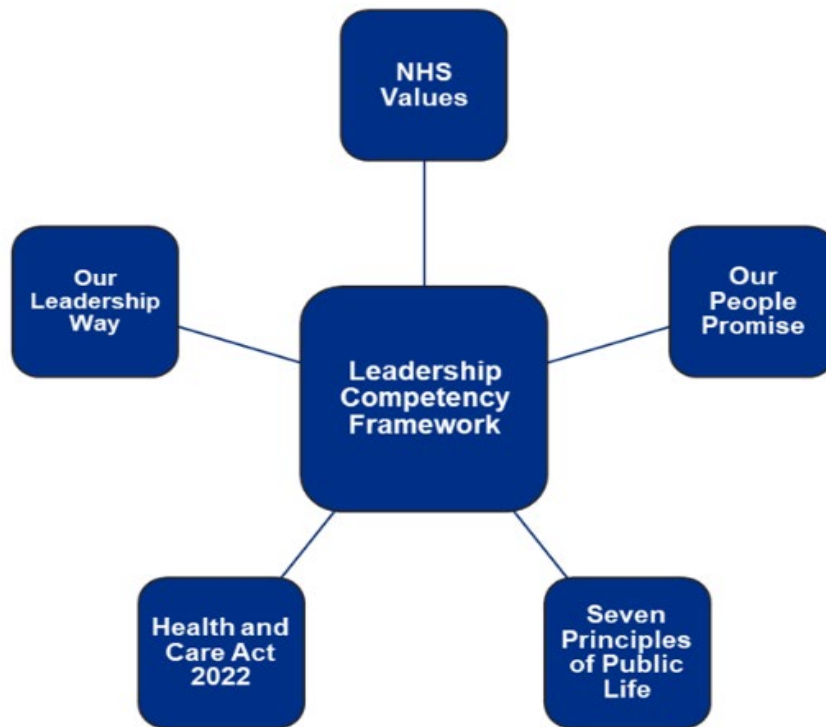 NHS
Values
Our
Leadership
Way
Our
People
Promise
Leadership
Competency
Framework
Health and
Care Act
2022
Seven
Principles
of Public
Life